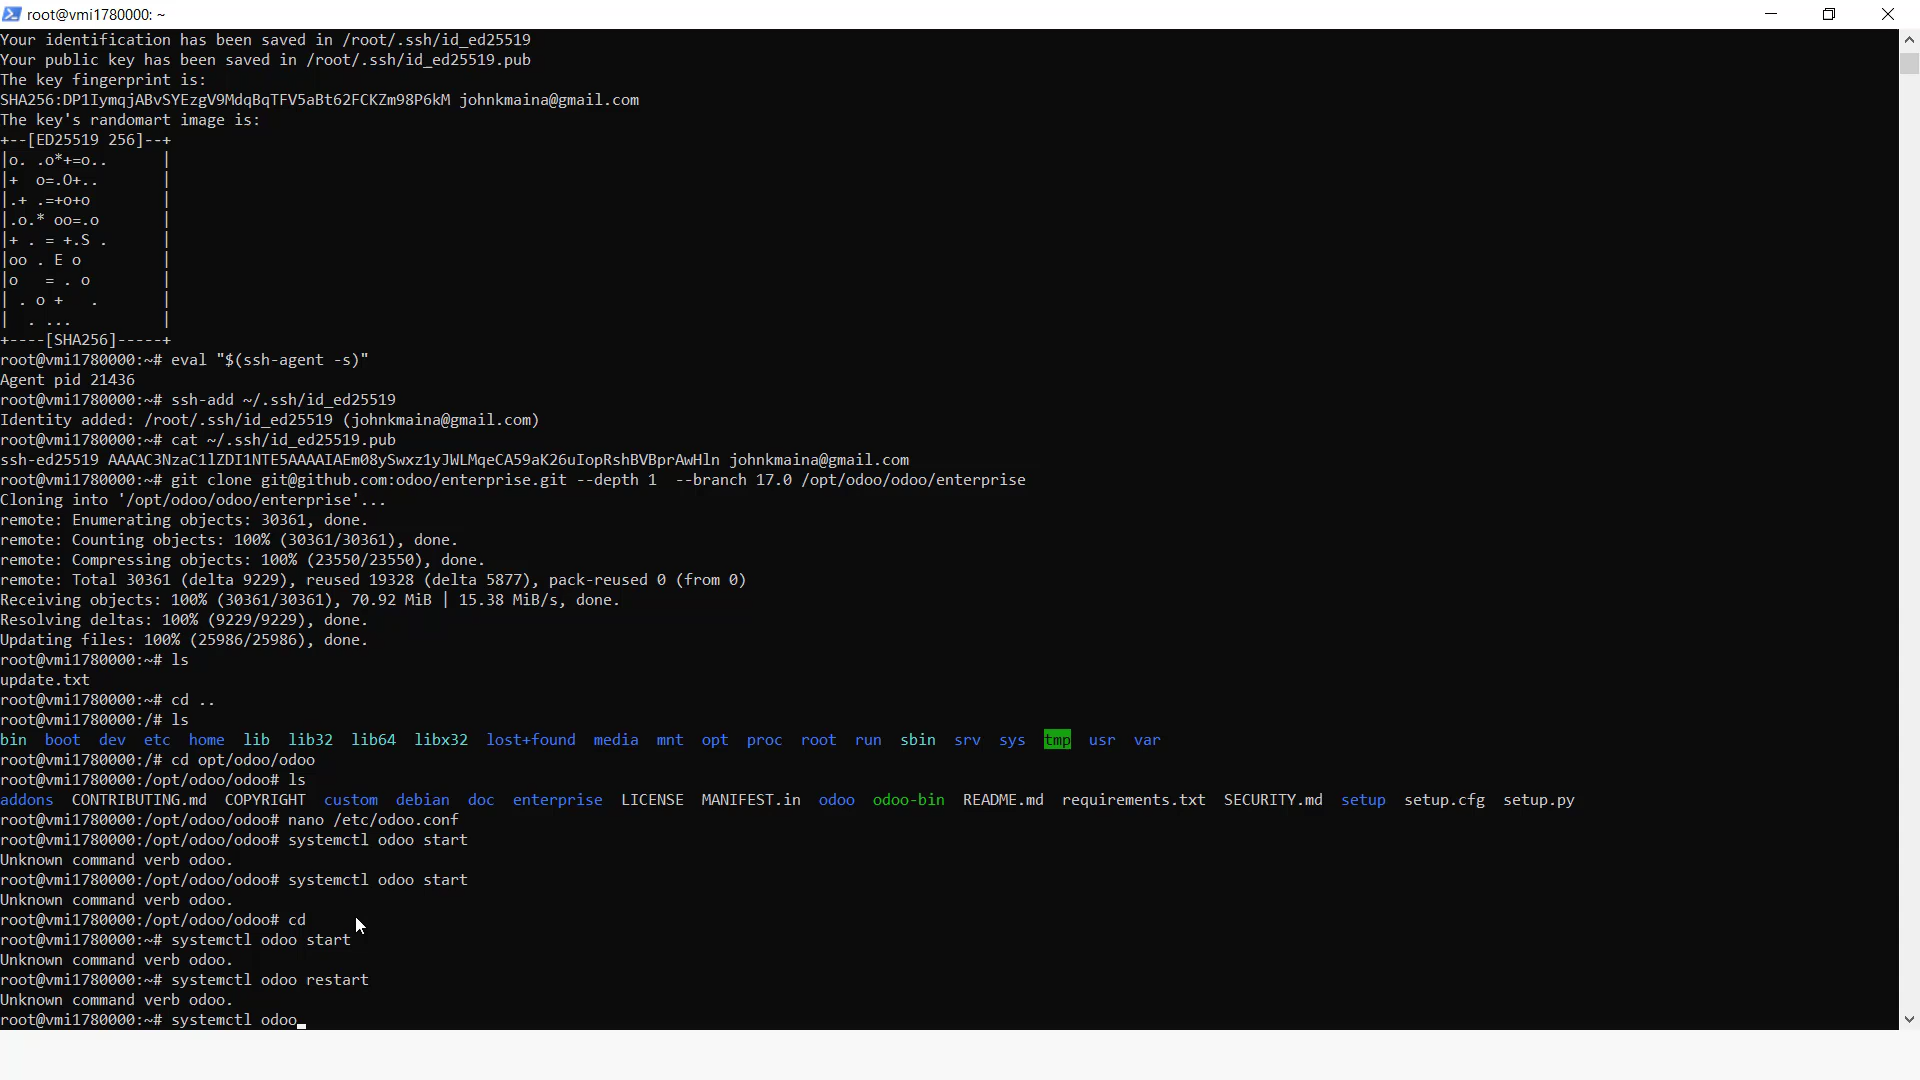 root@vmi1780000: ~
Your identification has been saved in /root/.ssh/id_ed25519
Your public key has been saved in /root/.ssh/id_ed25519.pub
The key fingerprint is:
SHA256:DP1IymqjABvSYEzgV9MdqBqTFV5aBt62FCKZm98P6kM johnkmaina@gmail.com
The key's randomart image is:
+--[ED25519 256]--+
|o. .o*+=o..      |
|+  o=.O+..       |
|.+ .=+o+o        |
|.o.* oo=.o       |
|+ . = +.S .      |
|oo . E o         |
|o   = . o        |
| . o +   .       |
|  . ...          |
+----[SHA256]-----+
root@vmi1780000:~# eval "$(ssh-agent -s)"
Agent pid 21436
root@vmi1780000:~# ssh-add ~/.ssh/id_ed25519
Identity added: /root/.ssh/id_ed25519 (johnkmaina@gmail.com)
root@vmi1780000:~# cat ~/.ssh/id_ed25519.pub
ssh-ed25519 AAAAC3NzaC1lZDI1NTE5AAAAIAEm08ySwxz1yJWLMqeCA59aK26uIopRshBVBprAwHln johnkmaina@gmail.com
root@vmi1780000:~# git clone git@github.com:odoo/enterprise.git --depth 1  --branch 17.0 /opt/odoo/odoo/enterprise
Cloning into '/opt/odoo/odoo/enterprise'...
remote: Enumerating objects: 30361, done.
remote: Counting objects: 100% (30361/30361), done.
remote: Compressing objects: 100% (23550/23550), done.
remote: Total 30361 (delta 9229), reused 19328 (delta 5877), pack-reused 0 (from 0)
Receiving objects: 100% (30361/30361), 70.92 MiB | 15.38 MiB/s, done.
Resolving deltas: 100% (9229/9229), done.
Updating files: 100% (25986/25986), done.
root@vmi1780000:~# ls
update.txt
root@vmi1780000:~# cd ..
root@vmi1780000:/# ls
bin  boot  dev  etc  home  lib  lib32  lib64  libx32  lost+found  media  mnt  opt  proc  root  run  sbin  srv  sys  tmp  usr  var
root@vmi1780000:/# cd opt/odoo/odoo
root@vmi1780000:/opt/odoo/odoo# ls
addons  CONTRIBUTING.md  COPYRIGHT  custom  debian  doc  enterprise  LICENSE  MANIFEST.in  odoo  odoo-bin  README.md  requirements.txt  SECURITY.md  setup  setup.cfg  setup.py
root@vmi1780000:/opt/odoo/odoo# nano /etc/odoo.conf
root@vmi1780000:/opt/odoo/odoo# systemctl odoo start
Unknown command verb odoo.
root@vmi1780000:/opt/odoo/odoo# systemctl odoo start
Unknown command verb odoo.
root@vmi1780000:/opt/odoo/odoo# cd
root@vmi1780000:~# systemctl odoo start
Unknown command verb odoo.
root@vmi1780000:~# systemctl odoo restart
Unknown command verb odoo.
root@vmi1780000:~# systemctl odoo